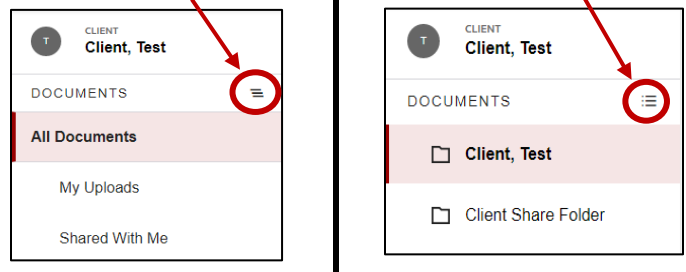 T
CLIENT
Client, Test
DOCUMENTS
All Documents
My Uploads
Shared With Me
T
CLIENT
Client, Test
DOCUMENTS
Client, Test
Client Share Folder